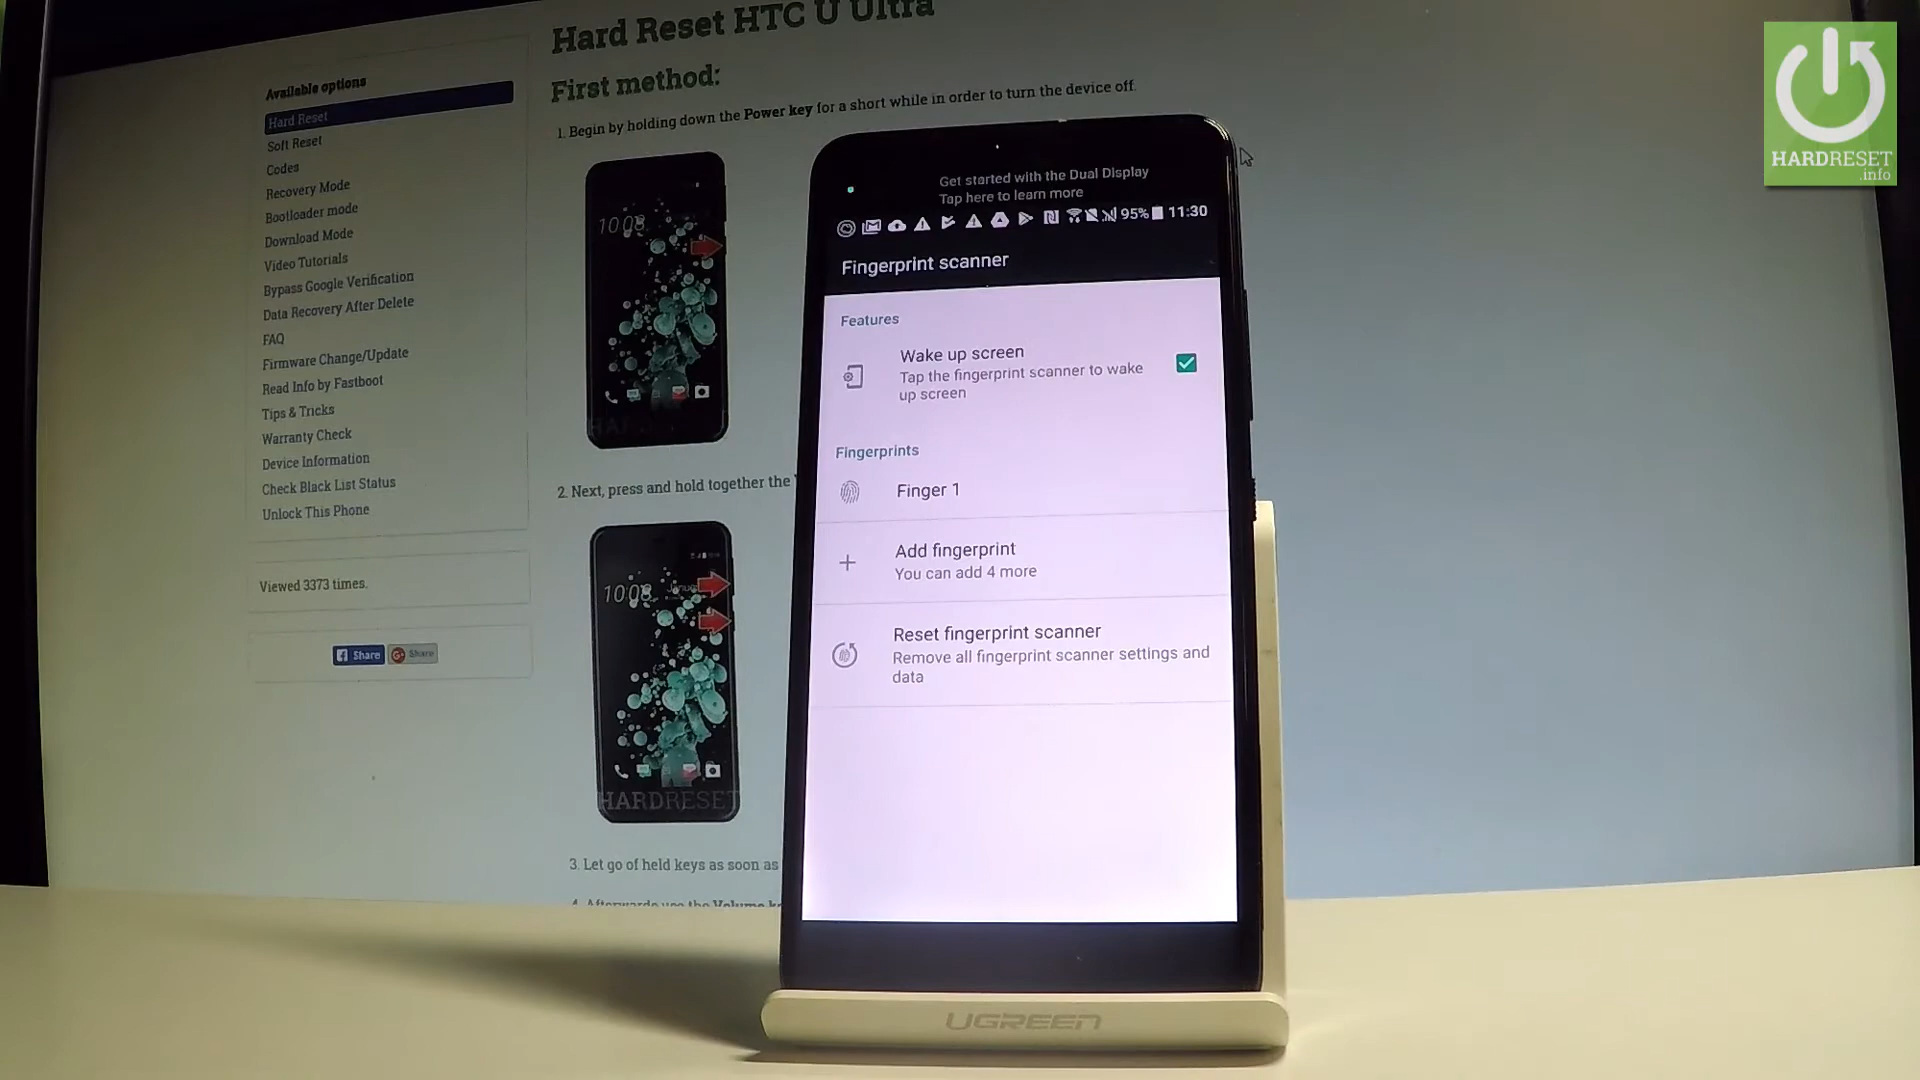 Hard Reset HTC U Ultra
First method:
1. Begin by holding down the Power key for a short while in order to turn the device off.
Available options
Hard Reset
Soft Reset
Codes
Recovery Mode
Bootloader mode
Download Mode
Video Tutorials
Bypass Google Verification
Data Recovery After Delete
FAQ
Firmware Change/Update
Read Info by Fastboot
Tips & Tricks
Warranty Check
Device Information
Check Black List Status
Unlock This Phone
Viewed 3373 times.
Share
Share
10:08
2. Next, press and hold together the
10:08
HARDRESET
3. Let go of held keys as soon as
4. Afterwards use the Volume
Get started with the Dual Display
Tap here to learn more
95% 11:30
Fingerprint scanner
Features
Wake up screen
Tap the fingerprint scanner to wake
up screen
Fingerprints
Finger 1
Add fingerprint
You can add 4 more
Reset fingerprint scanner
Remove all fingerprint scanner settings and
data
UGREEN
HARDRESET
.info